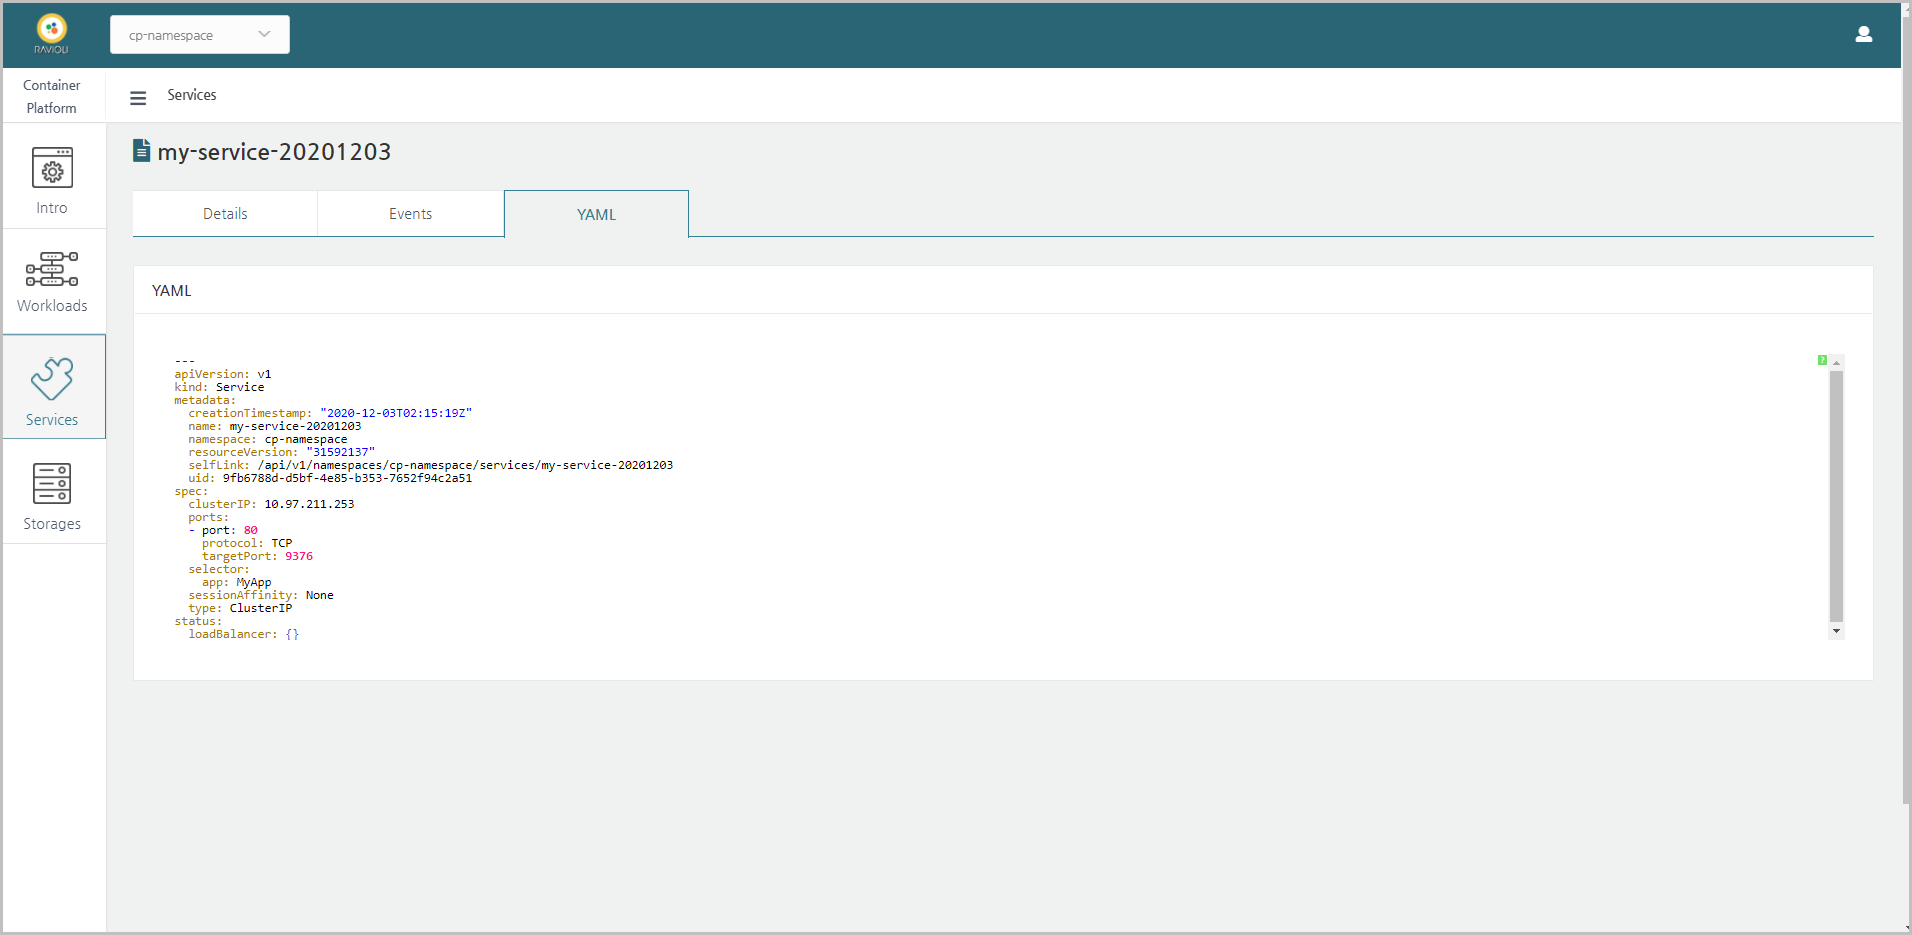 RAVIOLI
cp-namespace
Container
Platform
Services
my-service-20201203
Intro
Workloads
Services
Storages
Details
Events
YAML
YAML
---
apiVersion: v1
kind: Service
metadata:
  creationTimestamp: "2020-12-03T02:15:19Z"
  name: my-service-20201203
  namespace: cp-namespace
  resourceVersion: "31592137"
  selfLink: /api/v1/namespaces/cp-namespace/services/my-service-20201203
  uid: 9fb6788d-d5bf-4e85-b353-7652f94c2a51
spec:
  clusterIP: 10.97.211.253
  ports:
  - port: 80
    protocol: TCP
    targetPort: 9376
  selector:
    app: MyApp
  sessionAffinity: None
  type: ClusterIP
status:
  loadBalancer: {}
?